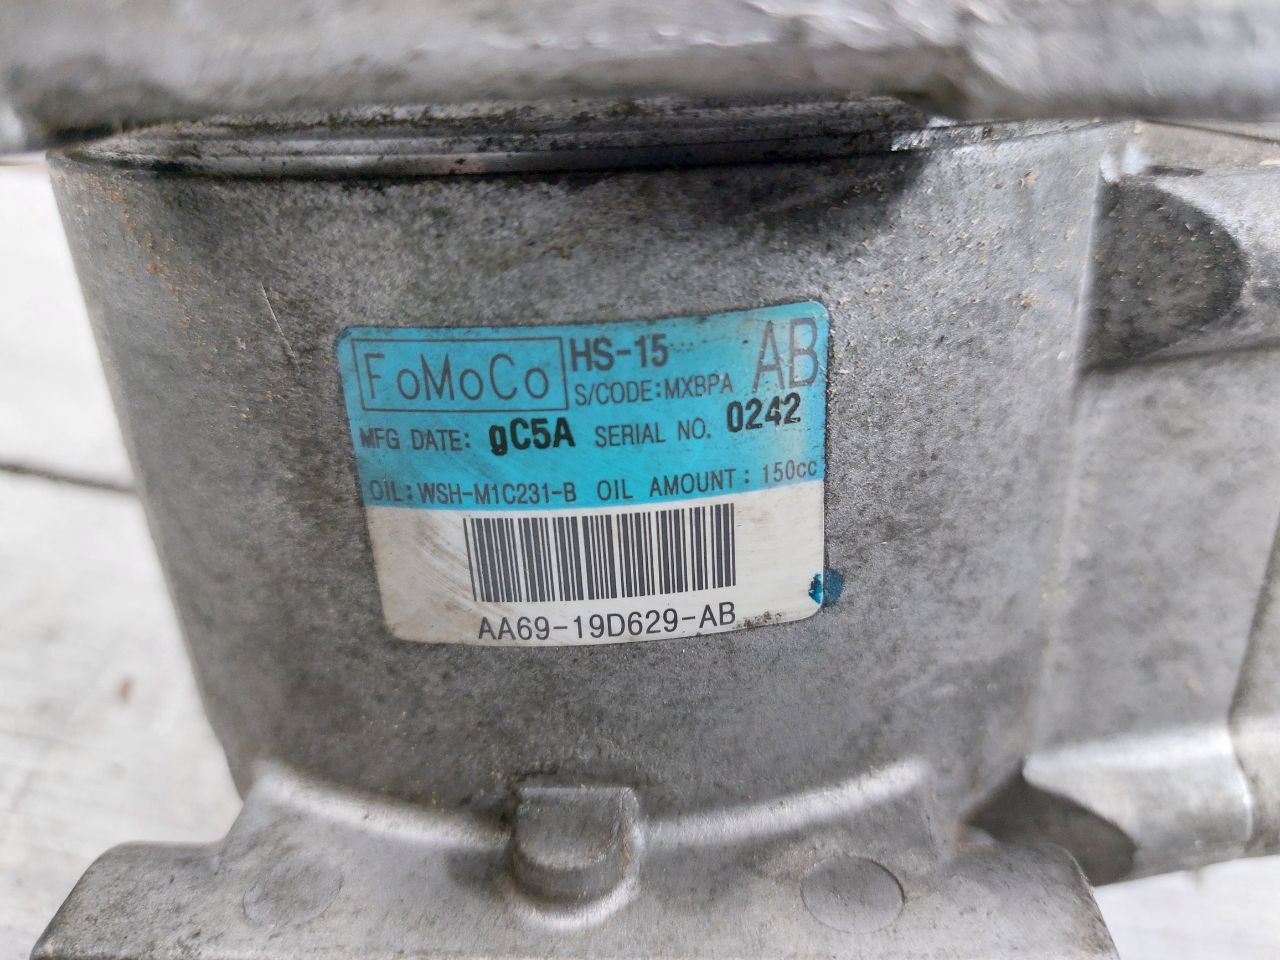 FoMoCo HS-15 AB
S/CODE:MXBPA
MFG DATE: gC5A SERIAL NO. 0242
OIL:WSH-M1C231-B OIL AMOUNT: 150cc
AA69-19D629-AB